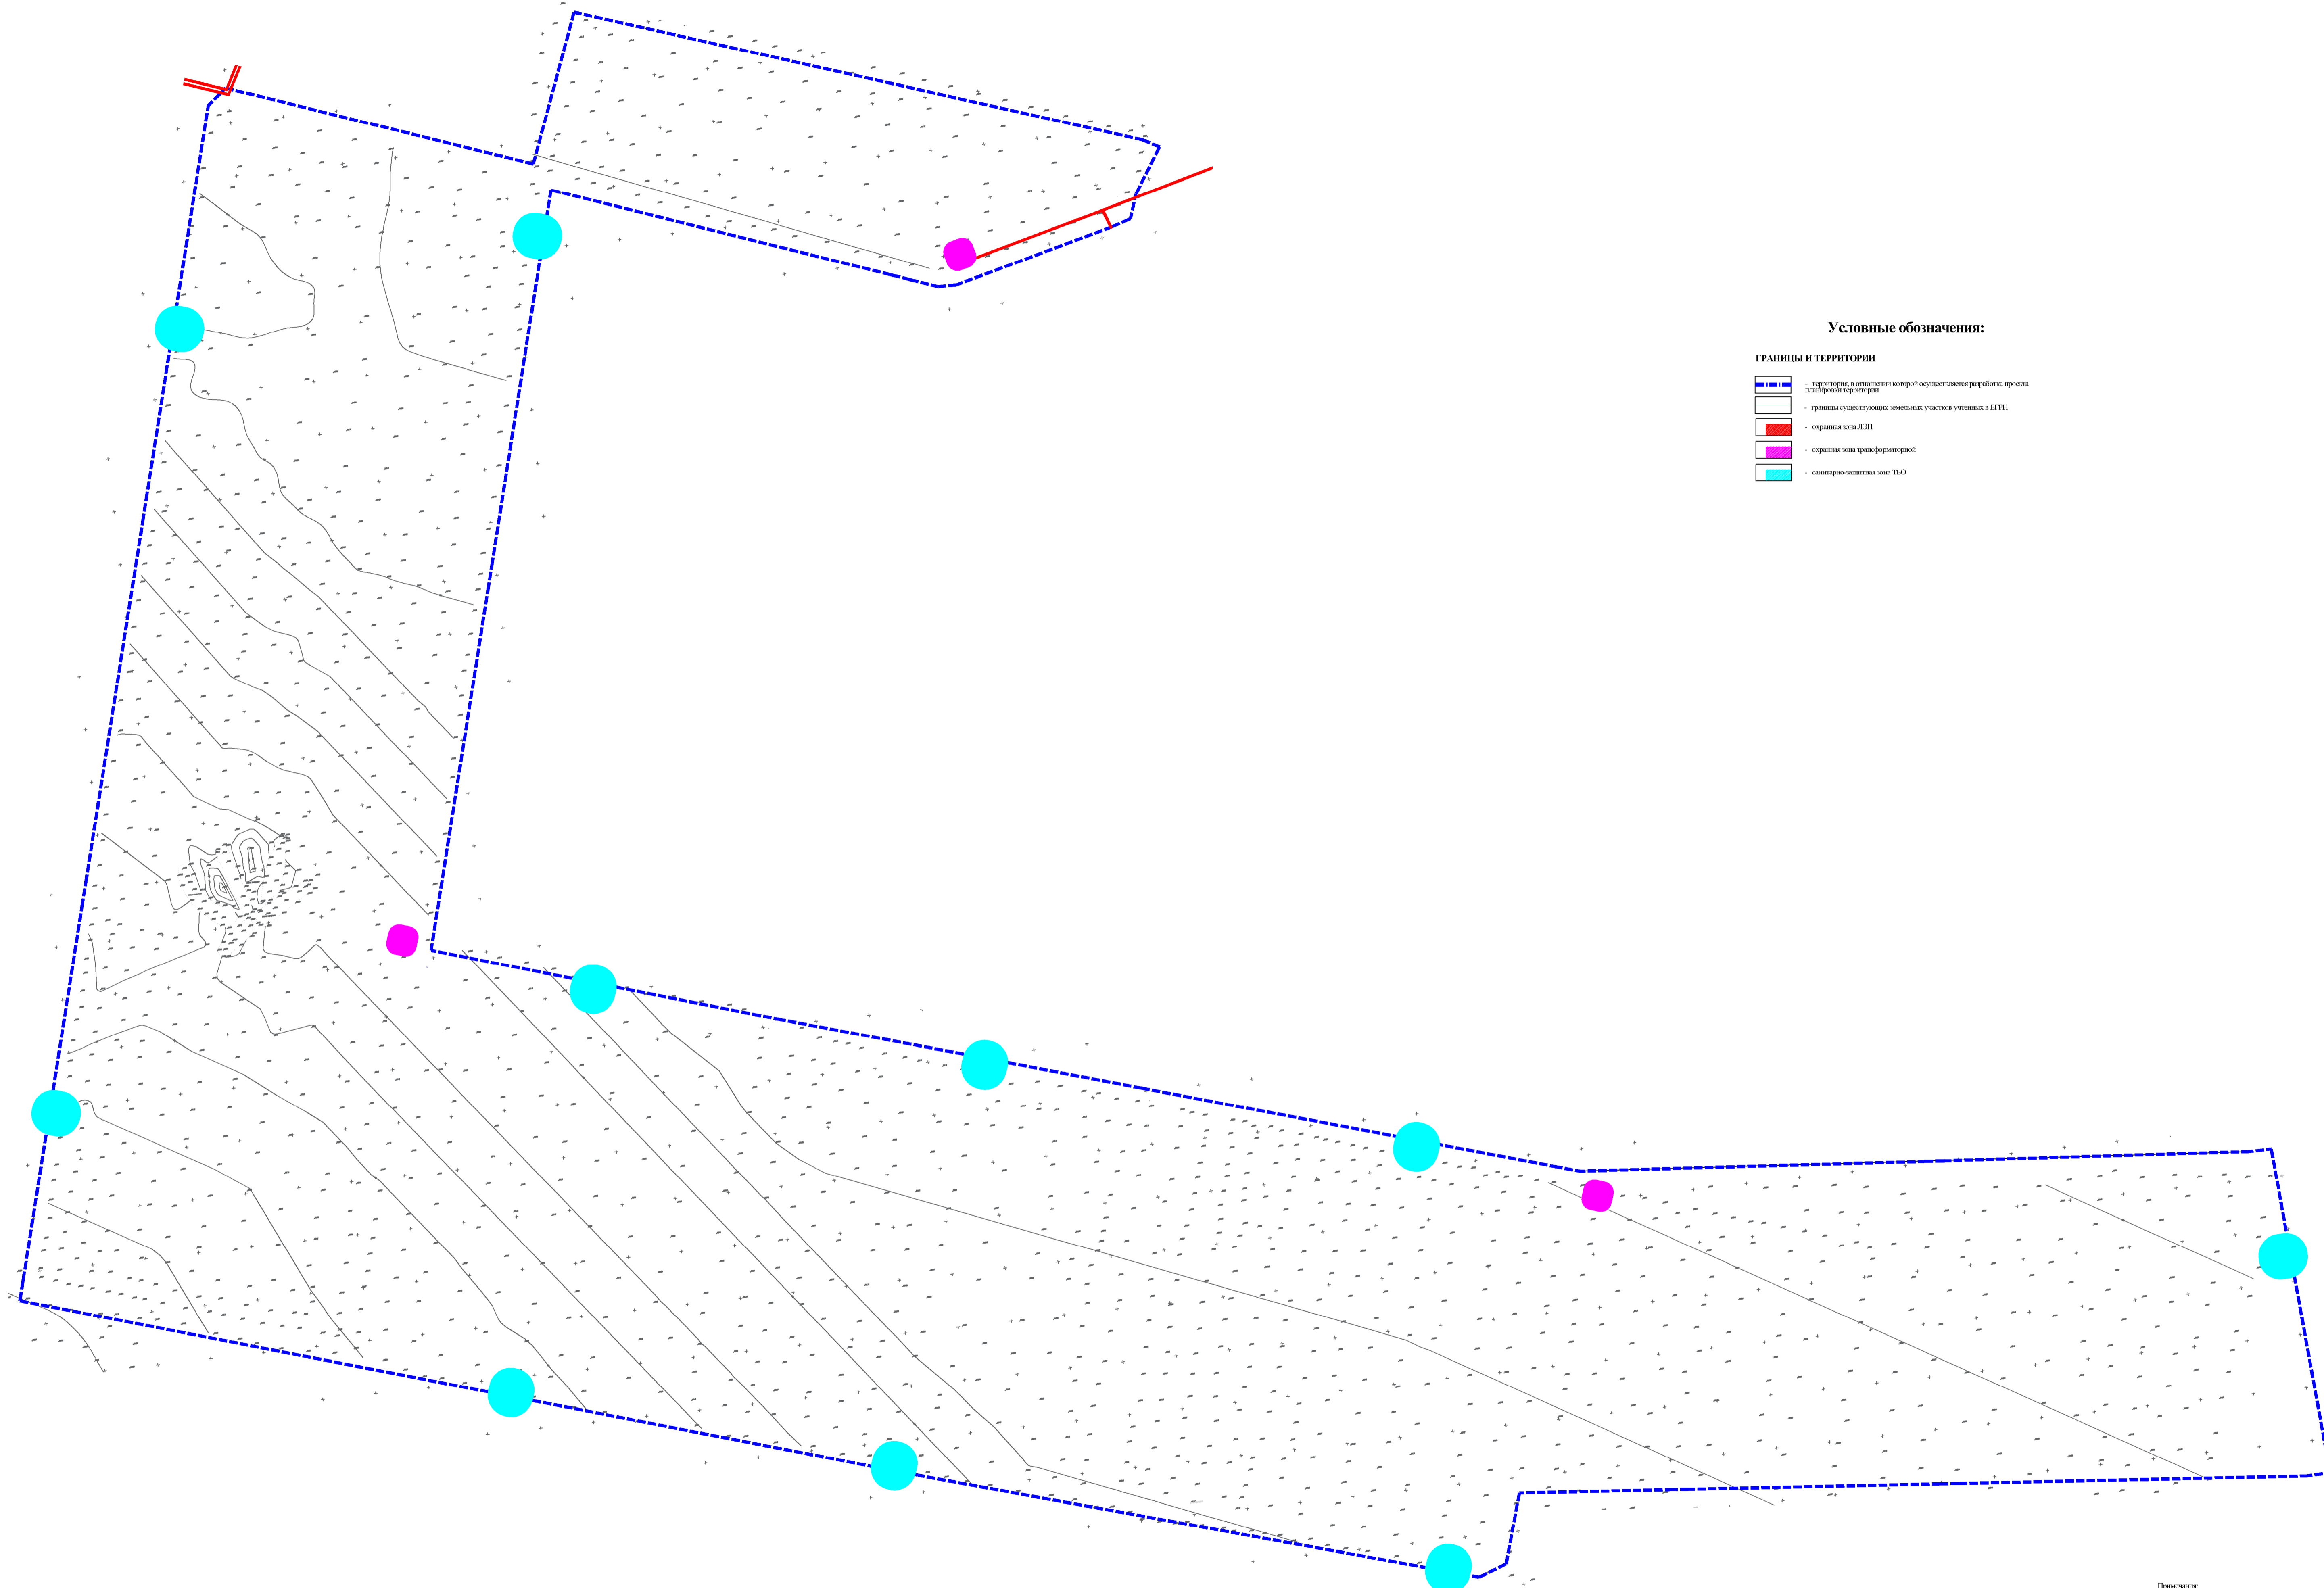 Условные обозначения:
ГРАНИЦЫ И ТЕРРИТОРИИ
- территория, в отношении которой осуществляется разработка проекта
планировки территории
- границы существующих земельных участков учтенных в ЕГРН
- охранная зона ЛЭП
- охранная зона трансформаторной
- санитарно-защитная зона ТБО
Примечания: